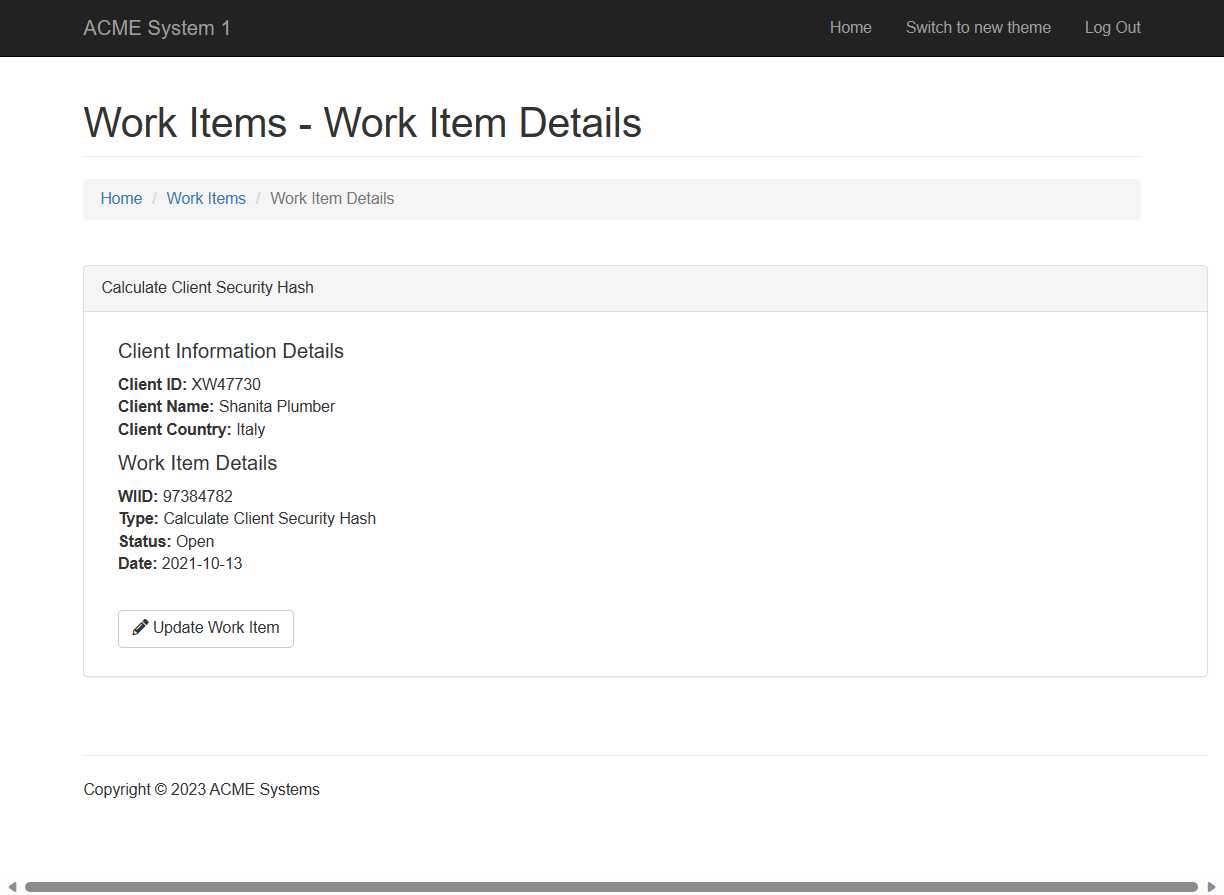 ACME System 1 Home Switch to new theme Log Out
Work Items - Work Item Details
Home / Work Items / Work Item Details
Calculate Client Security Hash
Client Information Details
Client ID: XW47730
Client Name: Shanita Plumber
Client Country: Italy
Work Item Details
WIID: 97384782
Type: Calculate Client Security Hash
Status: Open
Date: 2021-10-13
Update Work Item
Copyright © 2023 ACME Systems